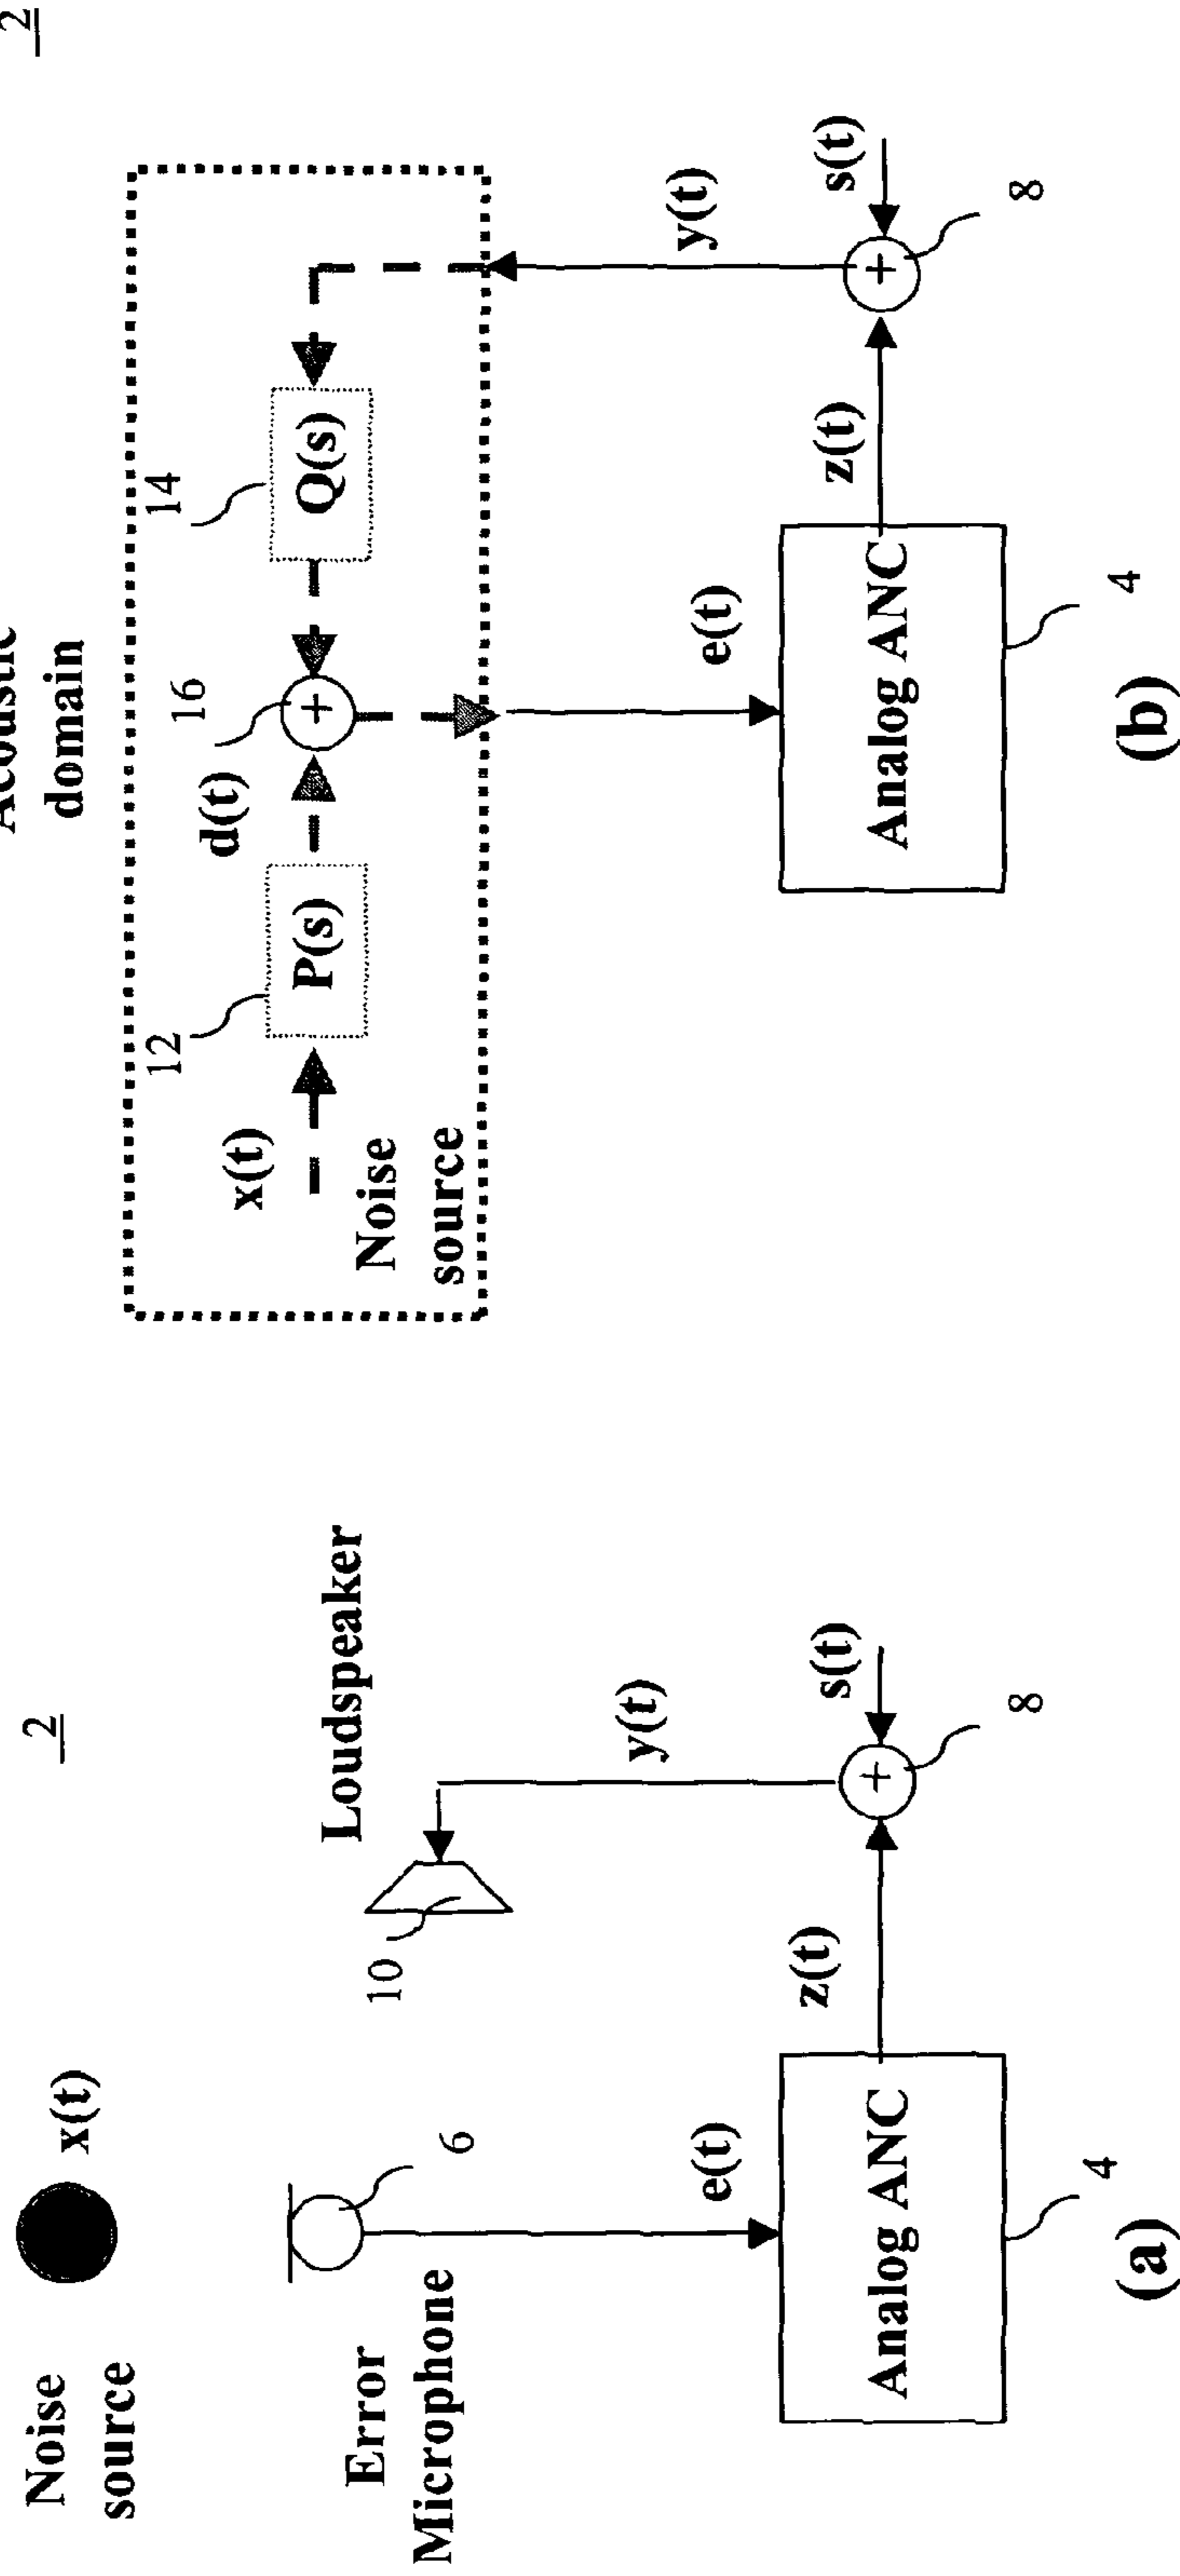 2
Noise
source
x(t)
Error
Microphone
6
Loudspeaker
10
e(t)
y(t)
z(t)
s(t)
Analog ANC
4
8
(a)
2
domain
x(t)
Noise
source
12
P(s)
d(t)
16
14
Q(s)
e(t)
y(t)
z(t)
s(t)
Analog ANC
4
8
(b)